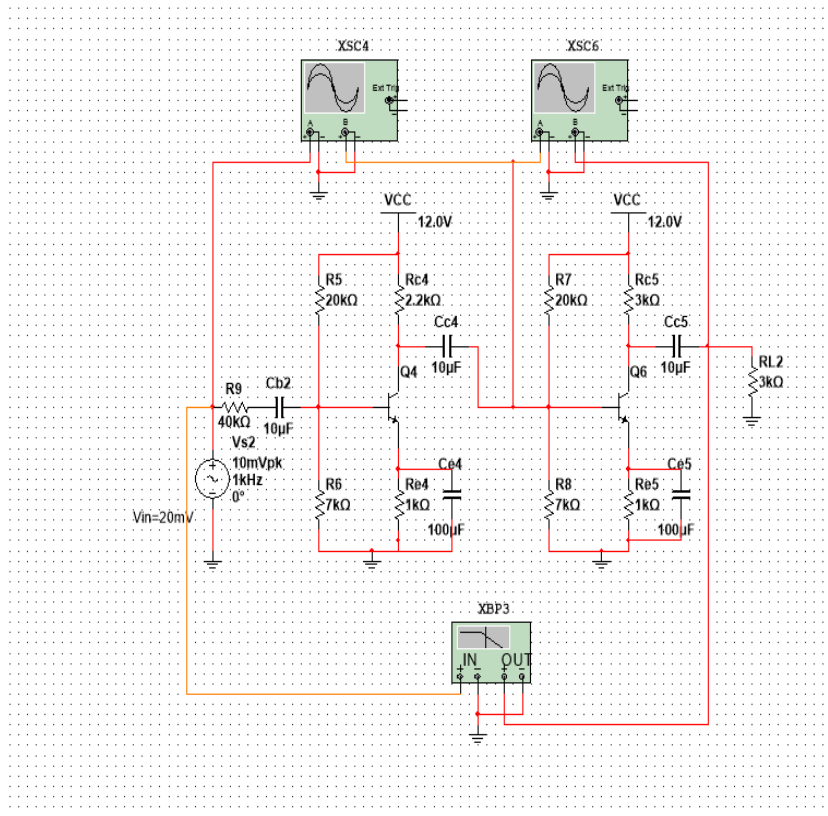 XSC4
XSC6
Ext Trig
Ext Trig
A
B
A
B
VCC
VCC
12.0V
12.0V
R5
20kΩ
Rc4
2.2kΩ
R7
20kΩ
Rc5
3kΩ
Cc4
10µF
Cc5
10µF
Q4
Q6
RL2
3kΩ
R9
40kΩ
Cb2
10µF
Vs2
10mVpk
1kHz
0°
Vin=20mV
R6
7kΩ
Re4
1kΩ
Ce4
100µF
R8
7kΩ
Re5
1kΩ
Ce5
100µF
XBP3
IN
OUT